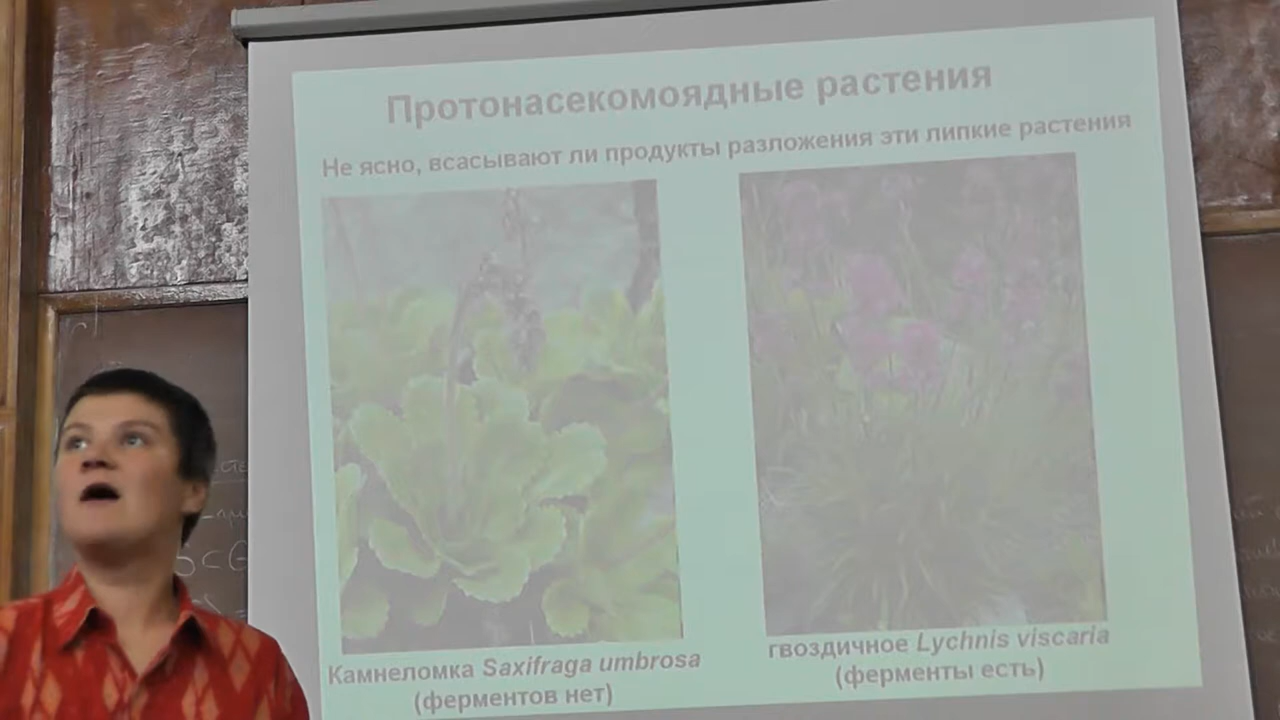 Протонасекомоядные растения
Не ясно, всасывают ли продукты разложения эти липкие растения
Камнеломка Saxifraga umbrosa
(ферментов нет)
гвоздичное Lychnis viscaria
(ферменты есть)